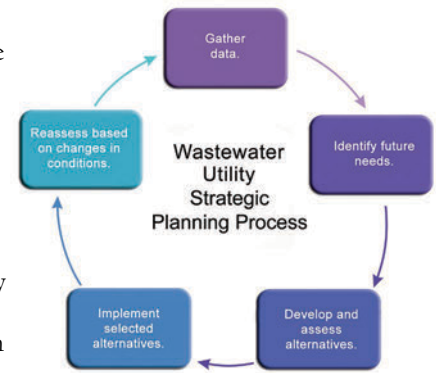 Gather
data.
Identify future
needs.
Develop and
assess
alternatives.
Implement
selected
alternatives.
Reassess based
on changes in
conditions.
Wastewater
Utility
Strategic
Planning Process